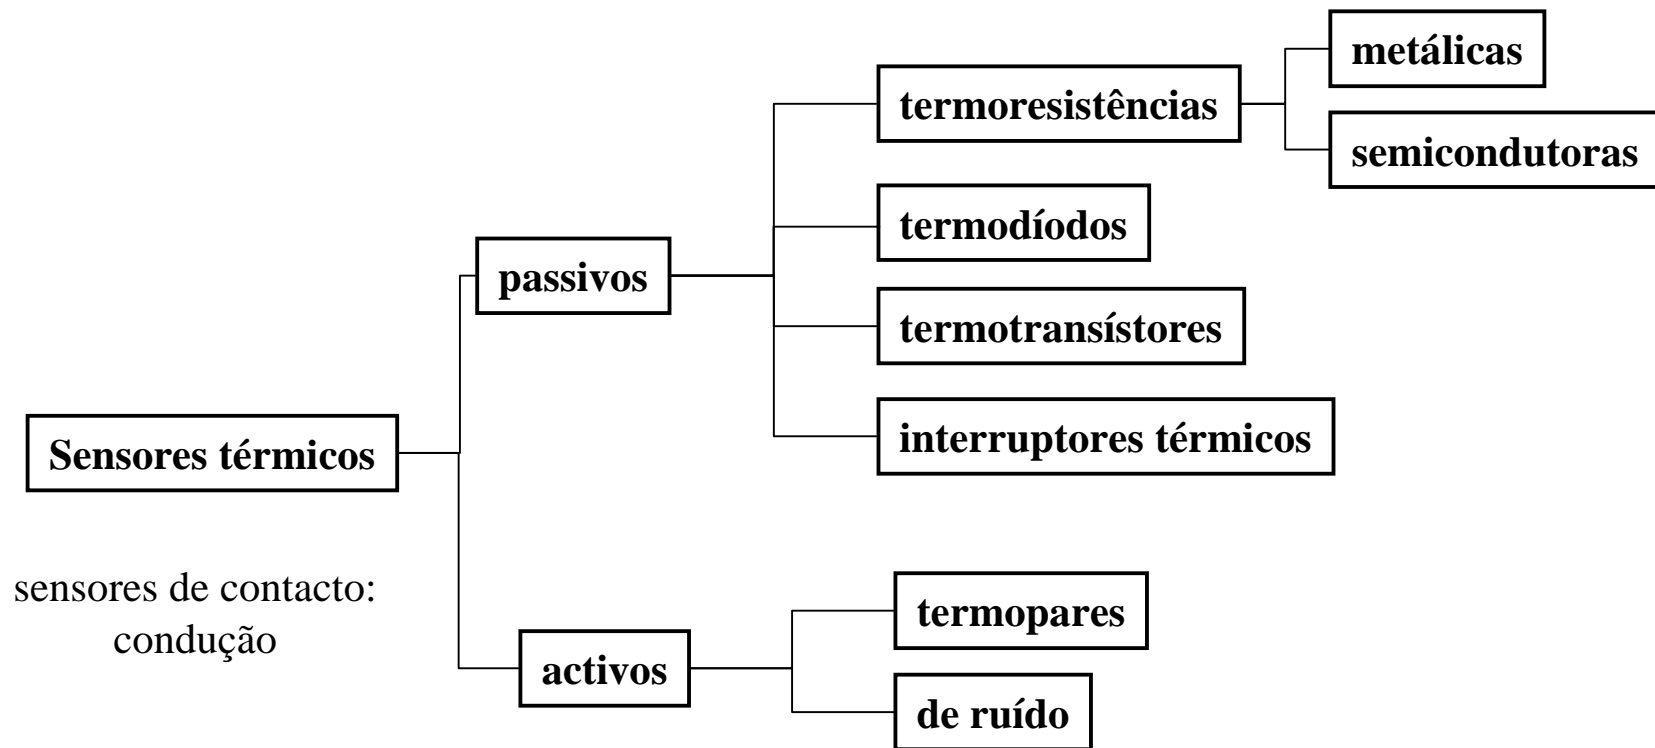 metálicas
termoresistências
semicondutoras
termodíodos
passivos
termotransístores
interruptores térmicos
Sensores térmicos
sensores de contacto:
condução
termopares
activos
de ruído